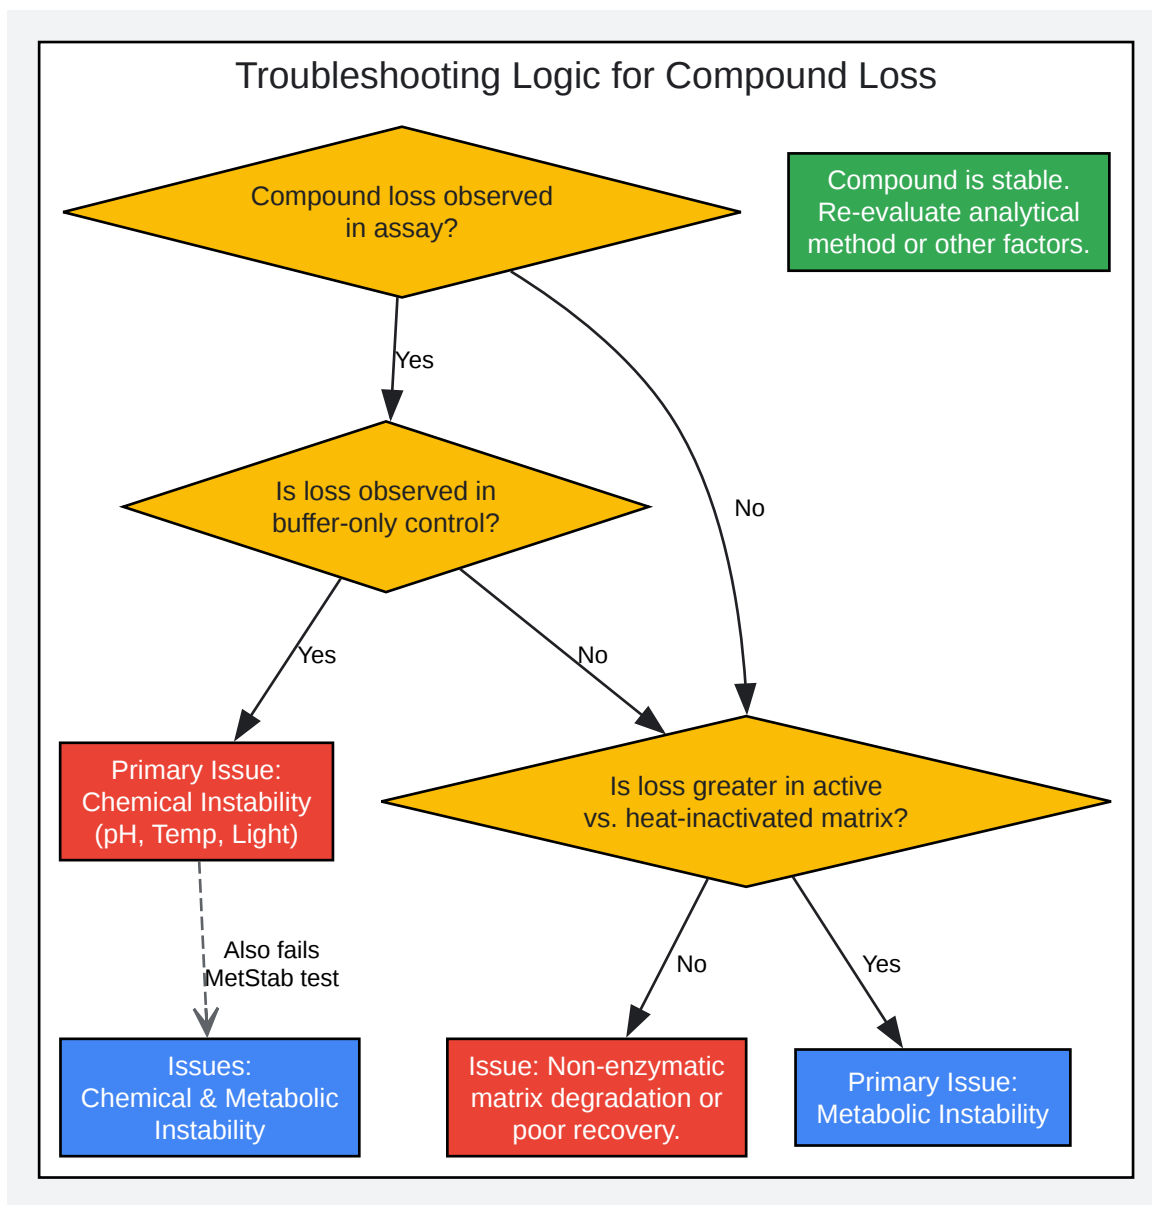 Troubleshooting Logic for Compound Loss
Compound loss observed
in assay?
Compound is stable.
Re-evaluate analytical
method or other factors.
Yes
No
Is loss observed in
buffer-only control?
Yes
No
Primary Issue:
Chemical Instability
(pH, Temp, Light)
Is loss greater in active
vs. heat-inactivated matrix?
Also fails
MetStab test
No
Yes
Issues:
Chemical & Metabolic
Instability
Issue: Non-enzymatic
matrix degradation or
poor recovery.
Primary Issue:
Metabolic Instability